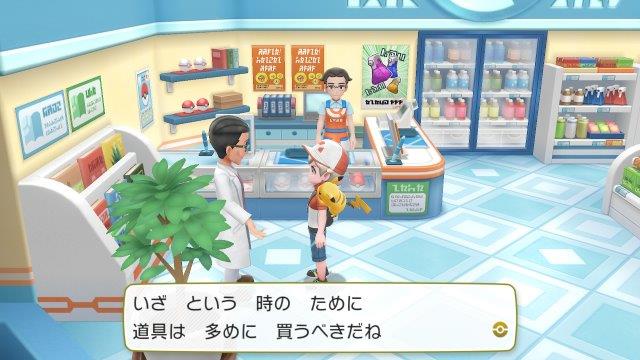 いざ　という　時の　ために
道具は　多めに　買うべきだね